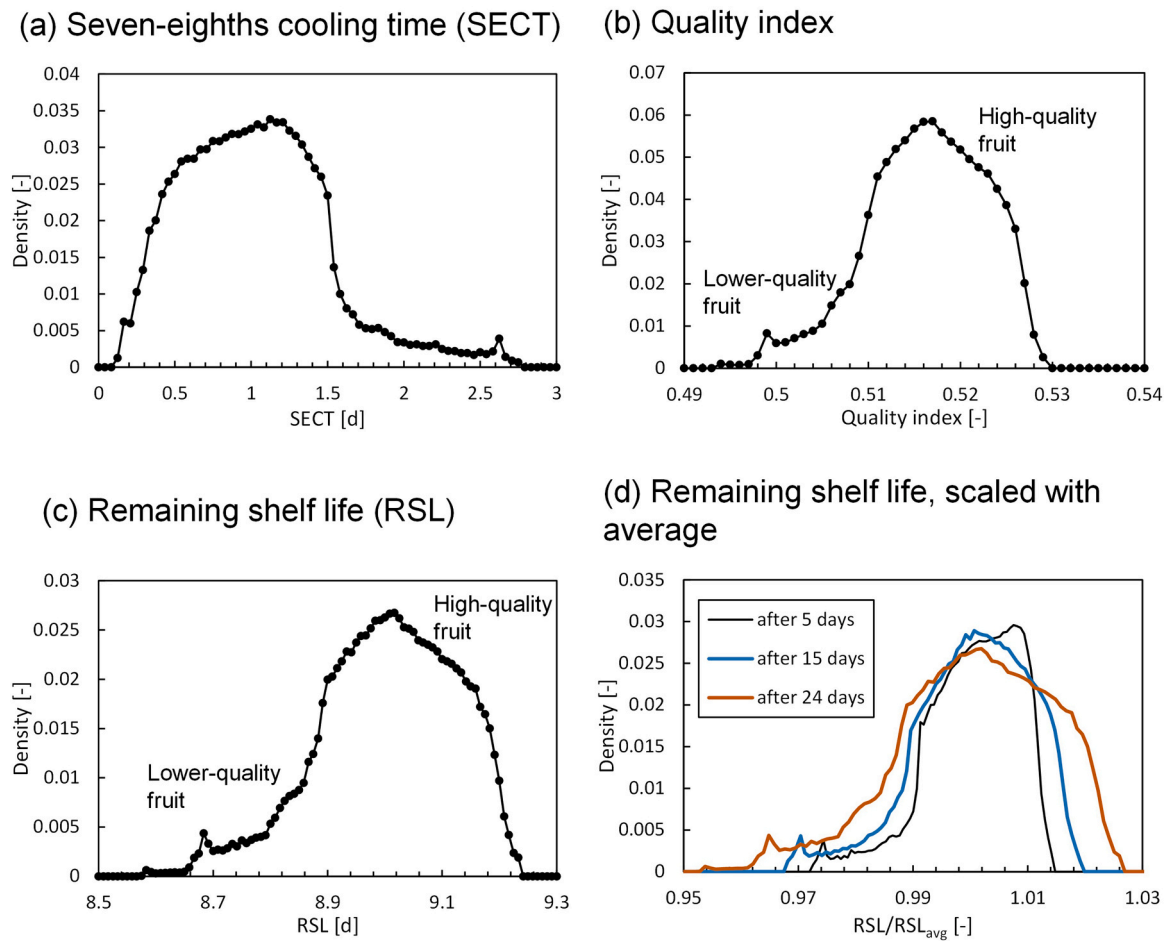 (a) Seven-eighths cooling time (SECT)
0.04
0.035
0.03
0.025
0.02
0.015
0.01
0.005
0
Density [-]
0 0.5 1 1.5 2 2.5 3
SECT [d]
(b) Quality index
0.07
0.06
0.05
0.04
0.03
0.02
0.01
0
Density [-]
High-quality
fruit
Lower-quality
fruit
0.49 0.5 0.51 0.52 0.53 0.54
Quality index [-]
(c) Remaining shelf life (RSL)
0.03
0.025
0.02
0.015
0.01
0.005
0
Density [-]
High-quality
fruit
Lower-quality
fruit
8.5 8.7 8.9 9.1 9.3
RSL [d]
(d) Remaining shelf life, scaled with
average
0.035
0.03
0.025
0.02
0.015
0.01
0.005
0
Density [-]
after 5 days
after 15 days
after 24 days
0.95 0.97 0.99 1.01 1.03
RSL/RSLavg [-]